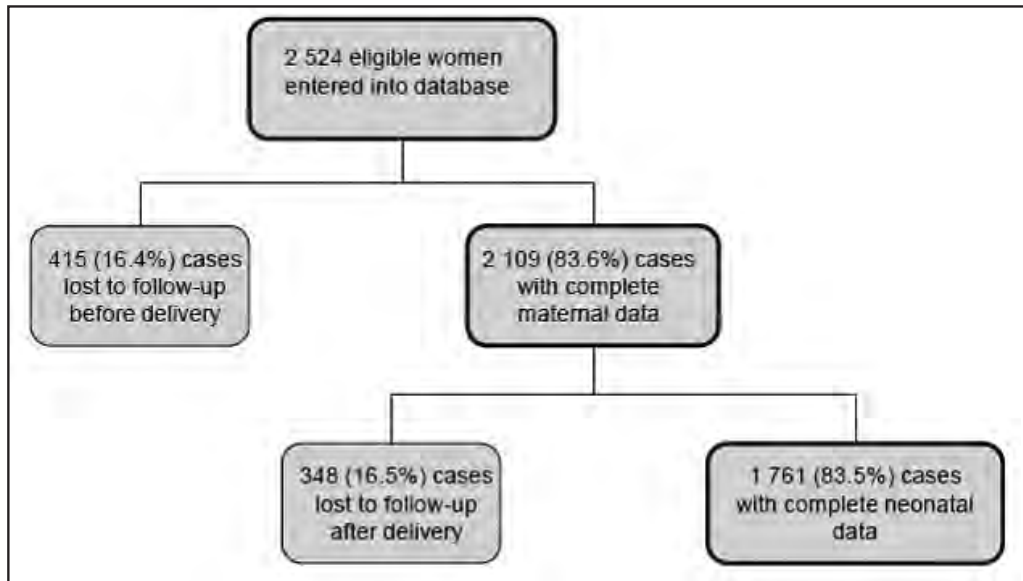 2 524 eligible women
entered into database
415 (16.4%) cases
lost to follow-up
before delivery
2 109 (83.6%) cases
with complete
maternal data
348 (16.5%) cases
lost to follow-up
after delivery
1 761 (83.5%) cases
with complete neonatal
data